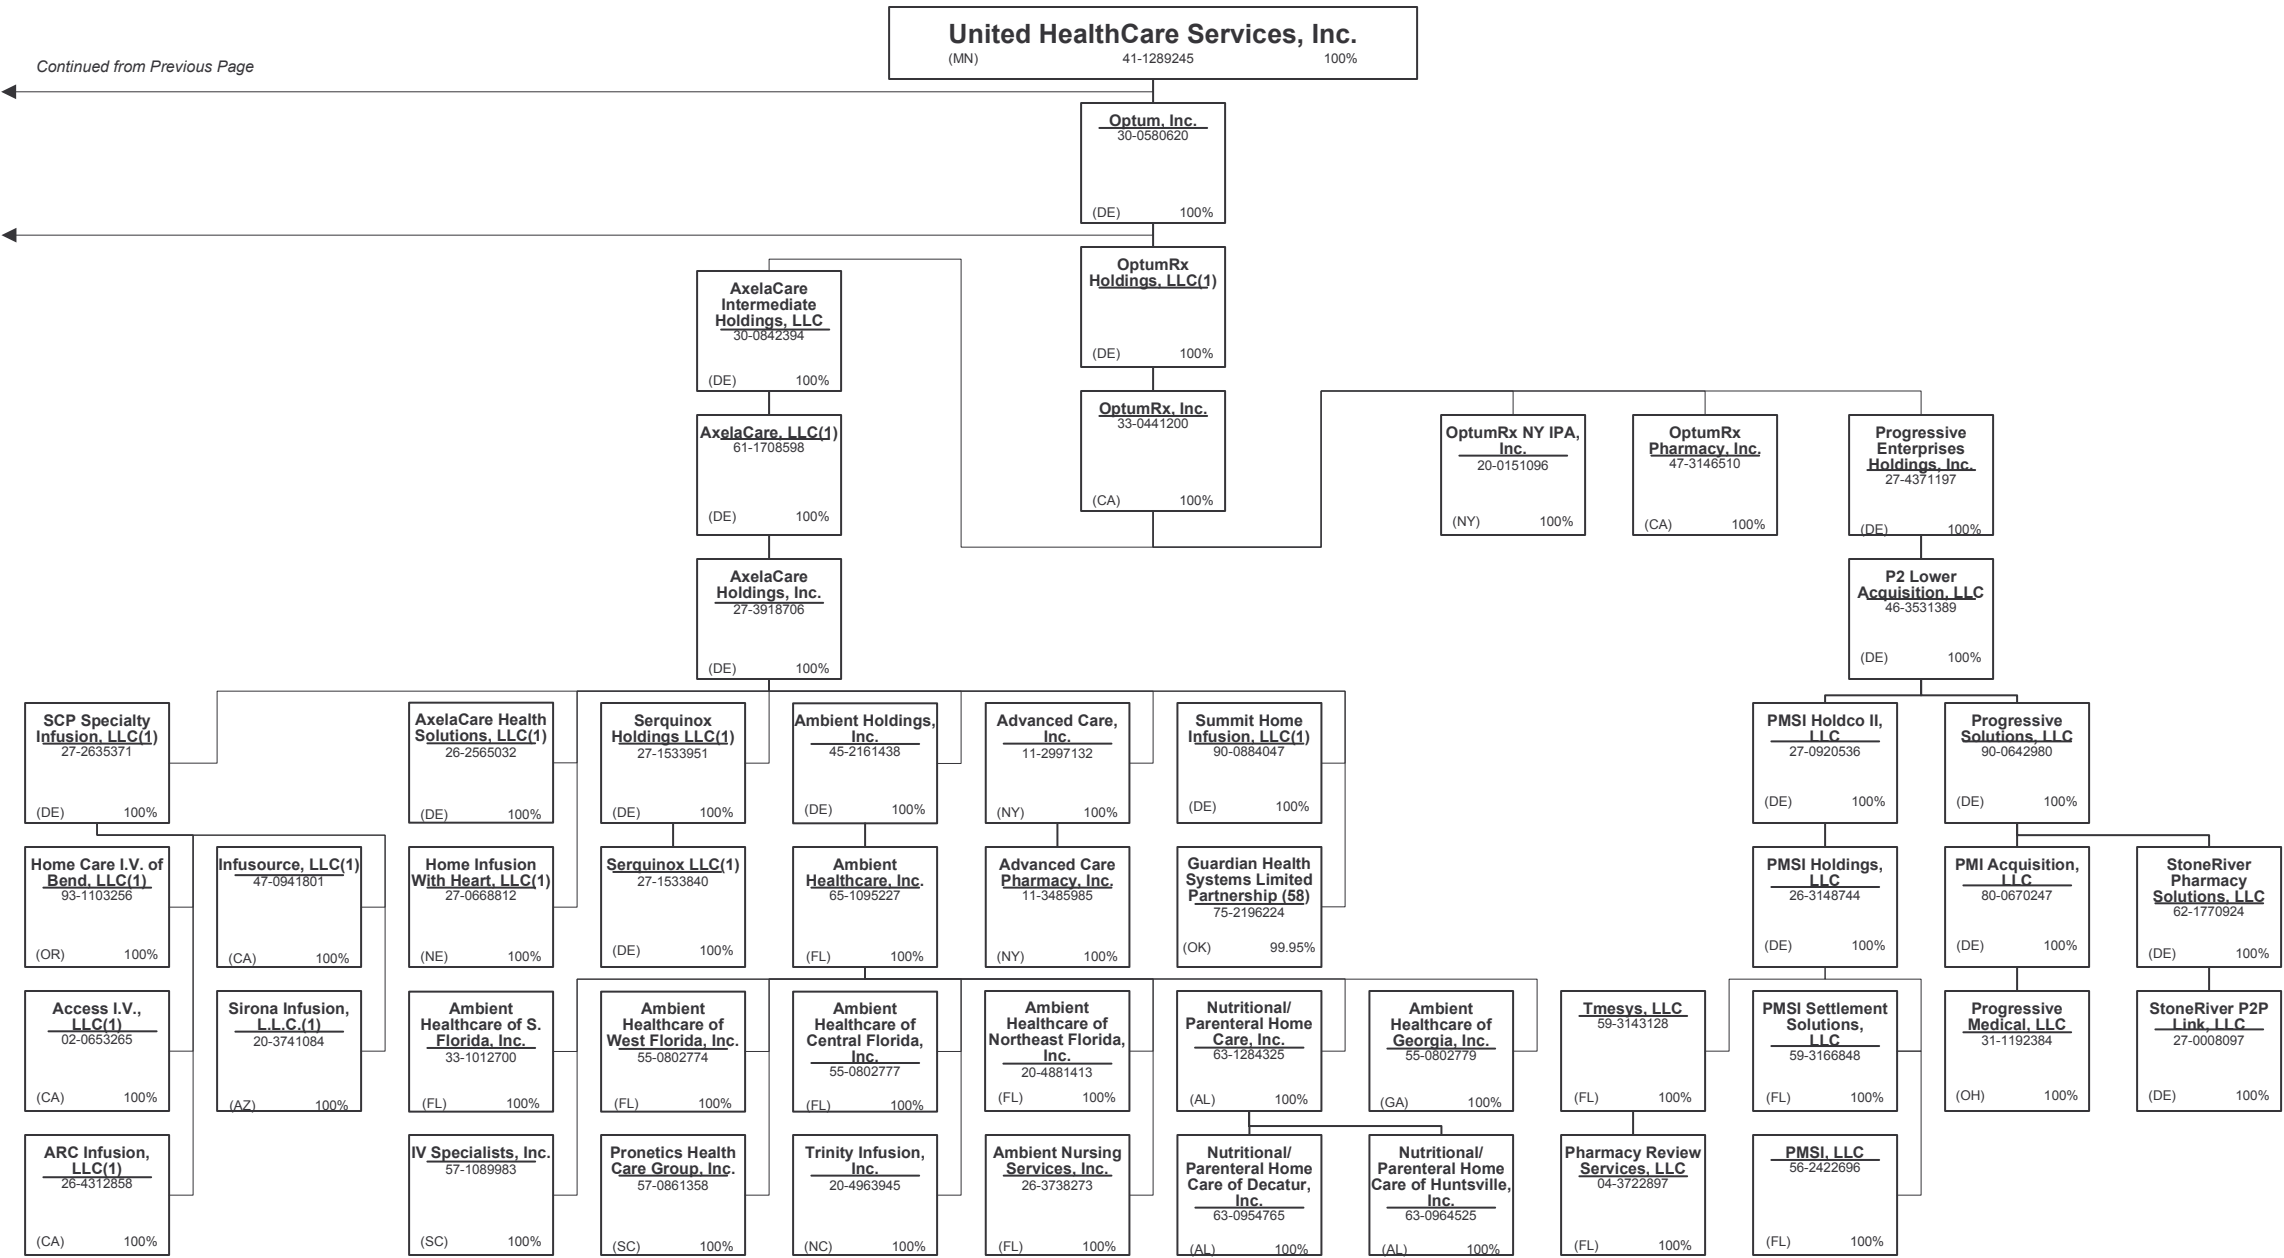 United HealthCare Services, Inc.
(MN) 41-1289245 100%
Continued from Previous Page
Optum, Inc.
30-0580620
(DE) 100%
OptumRx
Holdings, LLC(1)
(DE) 100%
AxelaCare
Intermediate
Holdings, LLC
30-0842394
(DE) 100%
OptumRx, Inc.
33-0441200
(CA) 100%
AxelaCare, LLC(1)
61-1708598
(DE) 100%
OptumRx NY IPA,
Inc.
20-0151096
(NY) 100%
OptumRx
Pharmacy, Inc.
47-3146510
(CA) 100%
Progressive
Enterprises
Holdings, Inc.
27-4371197
(DE) 100%
AxelaCare
Holdings, Inc.
27-3918706
(DE) 100%
P2 Lower
Acquisition, LLC
46-3531389
(DE) 100%
SCP Specialty
Infusion, LLC(1)
27-2635371
(DE) 100%
AxelaCare Health
Solutions, LLC(1)
26-2565032
(DE) 100%
Serquinox
Holdings LLC(1)
27-1533951
(DE) 100%
Ambient Holdings,
Inc.
45-2161438
(DE) 100%
Advanced Care,
Inc.
11-2997132
(NY) 100%
Summit Home
Infusion, LLC(1)
90-0884047
(DE) 100%
PMSI Holdco II,
LLC
27-0920536
(DE) 100%
Progressive
Solutions, LLC
90-0642980
(DE) 100%
Home Care I.V. of
Bend, LLC(1)
93-1103256
(OR) 100%
Infusource, LLC(1)
47-0941801
(CA) 100%
Home Infusion
With Heart, LLC(1)
27-0668812
(NE) 100%
Serquinox LLC(1)
27-1533840
(DE) 100%
Ambient
Healthcare, Inc.
65-1095227
(FL) 100%
Advanced Care
Pharmacy, Inc.
11-3485985
(NY) 100%
Guardian Health
Systems Limited
Partnership (58)
75-2196224
(OK) 99.95%
PMSI Holdings,
LLC
26-3148744
(DE) 100%
PMI Acquisition,
LLC
80-0670247
(DE) 100%
StoneRiver
Pharmacy
Solutions, LLC
62-1770924
(DE) 100%
Access I.V.,
LLC(1)
02-0653265
(CA) 100%
Sirona Infusion,
L.L.C.(1)
20-3741084
(AZ) 100%
Ambient
Healthcare of S.
Florida, Inc.
33-1012700
(FL) 100%
Ambient
Healthcare of
West Florida, Inc.
55-0802774
(FL) 100%
Ambient
Healthcare of
Central Florida,
Inc.
55-0802777
(FL) 100%
Ambient
Healthcare of
Northeast Florida,
Inc.
20-4881413
(FL) 100%
Nutritional/
Parenteral Home
Care, Inc.
63-1284325
(AL) 100%
Ambient
Healthcare of
Georgia, Inc.
55-0802779
(GA) 100%
Tmesys, LLC
59-3143128
(FL) 100%
PMSI Settlement
Solutions,
LLC
59-3166848
(FL) 100%
Progressive
Medical, LLC
31-1192384
(OH) 100%
StoneRiver P2P
Link, LLC
27-0008097
(DE) 100%
ARC Infusion,
LLC(1)
26-4312858
(CA) 100%
IV Specialists, Inc.
57-1089983
(SC) 100%
Pronetics Health
Care Group, Inc.
57-0861358
(SC) 100%
Trinity Infusion,
Inc.
20-4963945
(NC) 100%
Ambient Nursing
Services, Inc.
26-3738273
(FL) 100%
Nutritional/
Parenteral Home
Care of Decatur,
Inc.
63-0954765
(AL) 100%
Nutritional/
Parenteral Home
Care of Huntsville,
Inc.
63-0964525
(AL) 100%
Pharmacy Review
Services, LLC
04-3722897
(FL) 100%
PMSI, LLC
56-2422696
(FL) 100%